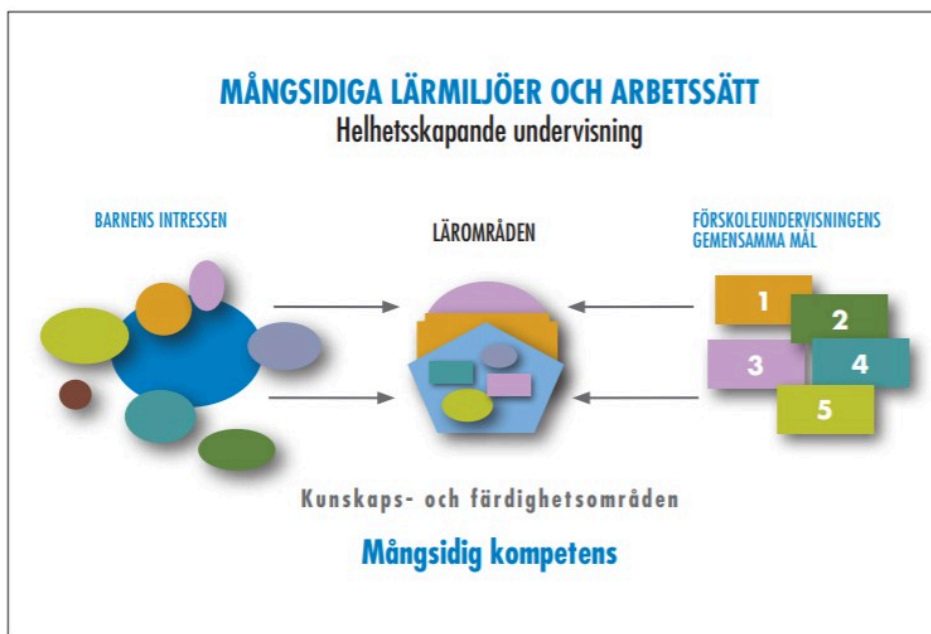 MÅNGSIDIGA LÄRMILJÖER OCH ARBETSSÄTT
Helhetsskapande undervisning
BARNENS INTRESSEN
LÄROMRÅDEN
FÖRSKOLEUNDERVISNINGENS
GEMENSAMMA MÅL
1
2
3
4
5
Kunskaps- och färdighetsområden
Mångsidig kompetens